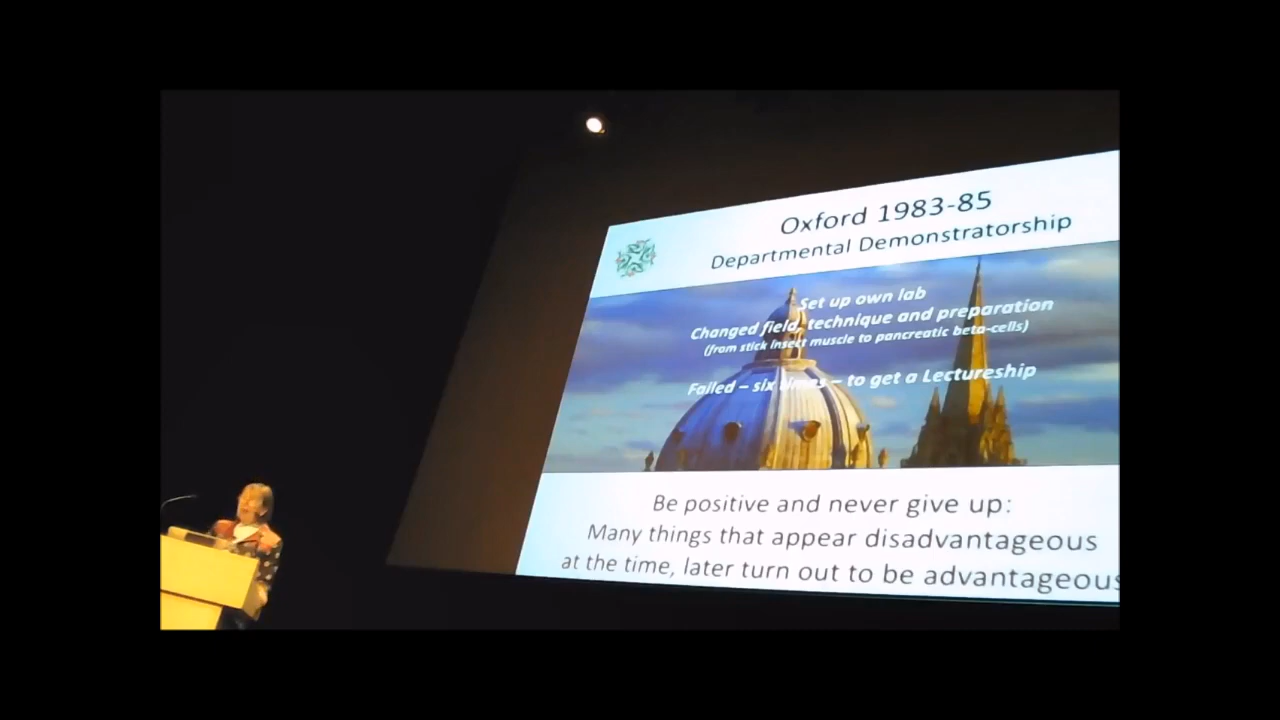 Oxford 1983-85
Departmental Demonstratorship
Set up own lab
Changed field, technique and preparation
(from stick insect muscle to pancreatic beta-cells)
Failed – six times – to get a Lectureship
Be positive and never give up:
Many things that appear disadvantageous
at the time, later turn out to be advantageous